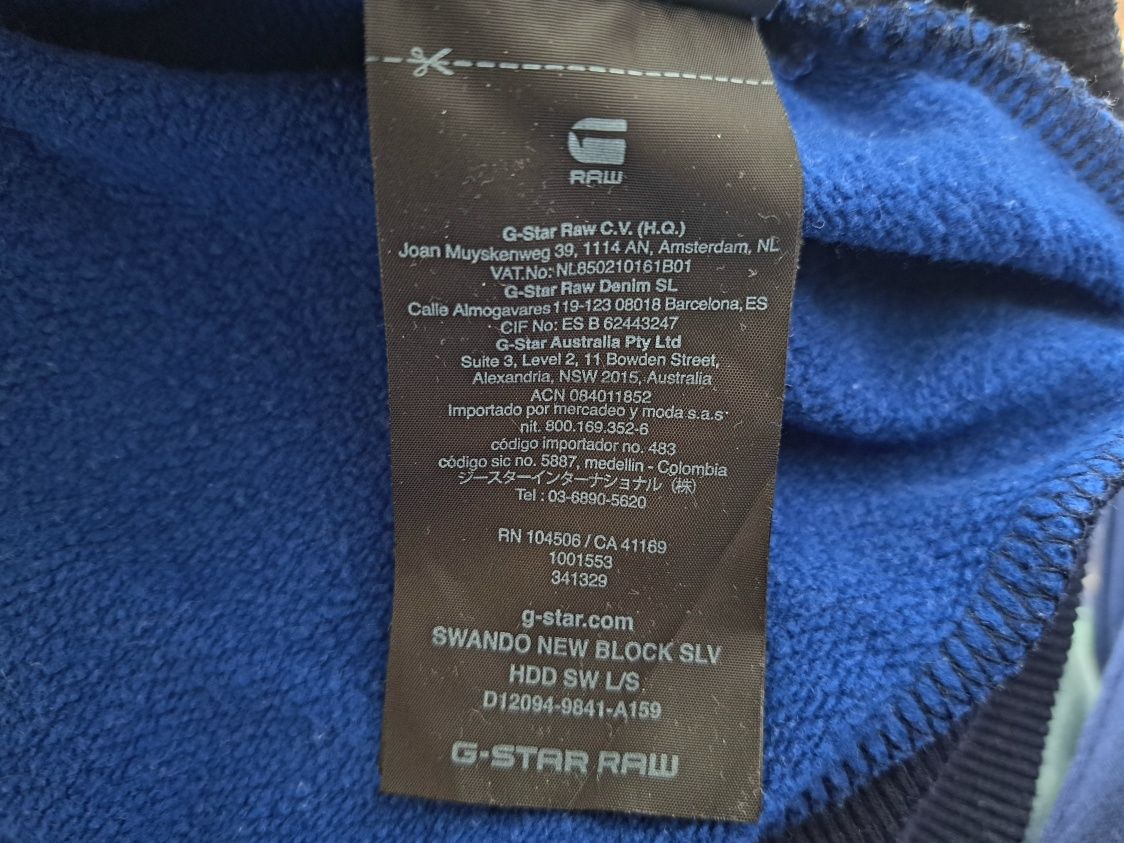 RAW
G-Star Raw C.V. (H.Q.)
Joan Muyskenweg 39, 1114 AN, Amsterdam, NL
VAT.No: NL850210161B01
G-Star Raw Denim SL
Calle Almogavares 119-123 08018 Barcelona, ES
CIF No: ES B 62443247
G-Star Australia Pty Ltd
Suite 3, Level 2, 11 Bowden Street,
Alexandria, NSW 2015, Australia
ACN 084011852
Importado por mercadeo y moda s.a.s
nit. 800.169.352-6
código importador no. 483
código sic no. 5887, medellin - Colombia
ジースターインターナショナル（株）
Tel : 03-6890-5620
RN 104506 / CA 41169
1001553
341329
g-star.com
SWANDO NEW BLOCK SLV
HDD SW L/S
D12094-9841-A159
G-STAR RAW